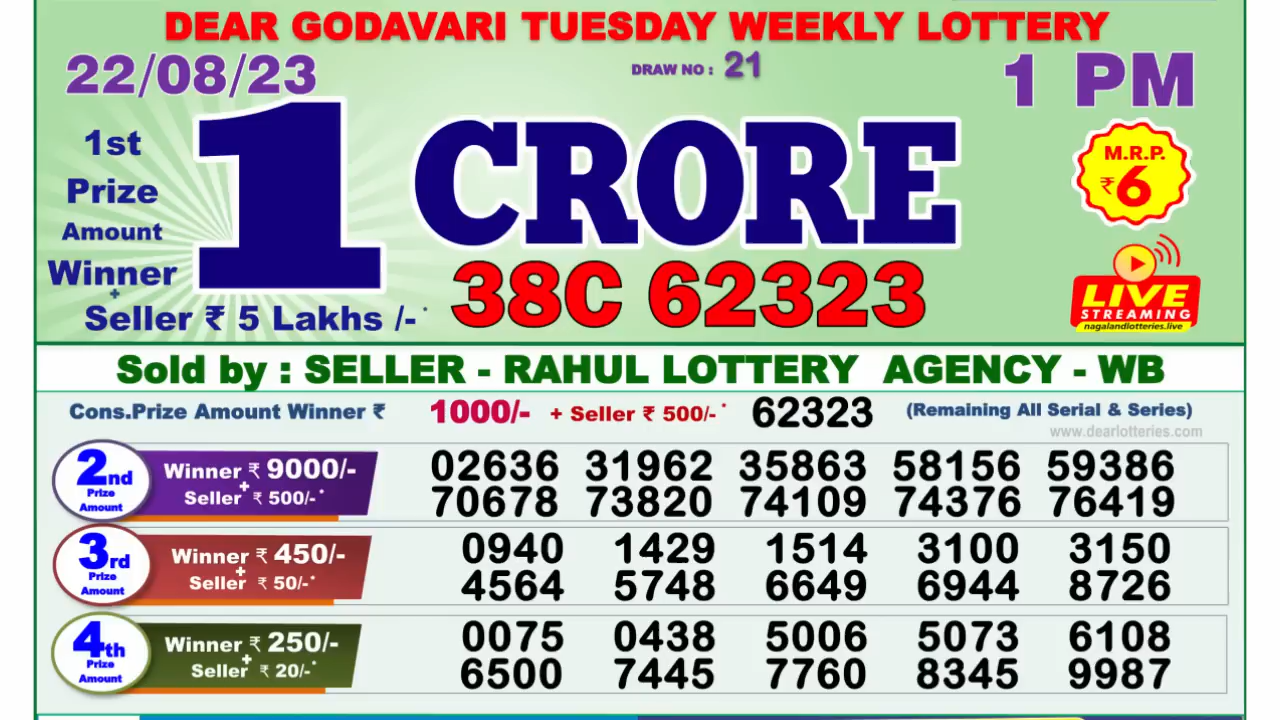 DEAR GODAVARI TUESDAY WEEKLY LOTTERY
22/08/23
DRAW NO : 21
1 PM
1st
Prize
Amount
Winner
+
Seller ₹ 5 Lakhs /-*
1 CRORE
38C 62323
M.R.P.
₹6
LIVE
STREAMING
nagalandlotteries.live
Sold by : SELLER - RAHUL LOTTERY AGENCY - WB
Cons.Prize Amount Winner ₹ 1000/- + Seller ₹ 500/-* 62323 (Remaining All Serial & Series)
www.dearlotteries.com
2nd
Prize
Amount
Winner ₹ 9000/-
+
Seller ₹ 500/-*
02636 31962 35863 58156 59386
70678 73820 74109 74376 76419
3rd
Prize
Amount
Winner ₹ 450/-
+
Seller ₹ 50/-*
0940 1429 1514 3100 3150
4564 5748 6649 6944 8726
4th
Prize
Amount
Winner ₹ 250/-
+
Seller ₹ 20/-*
0075 0438 5006 5073 6108
6500 7445 7760 8345 9987